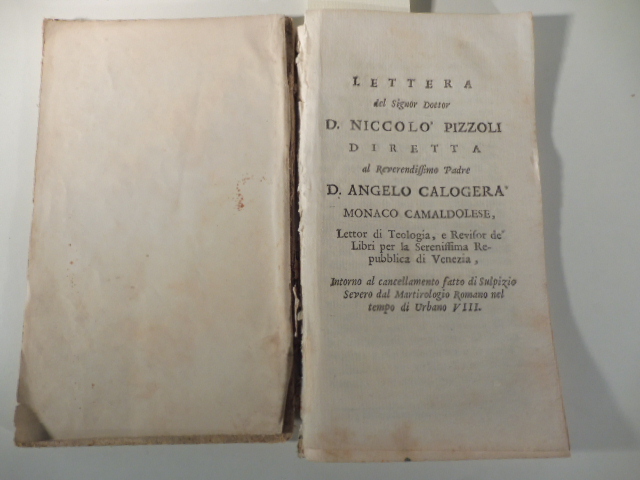 LETTERA
del Signor Dottor
D. NICCOLO' PIZZOLI
DIRETTA
al Reverendissimo Padre
D. ANGELO CALOGERA'
MONACO CAMALDOLESE,
Lettor di Teologia, e Revisor de'
Libri per la Serenissima Re-
pubblica di Venezia,
Intorno al cancellamento fatto di Sulpizio
Severo dal Martirologio Romano nel
tempo di Urbano VIII.